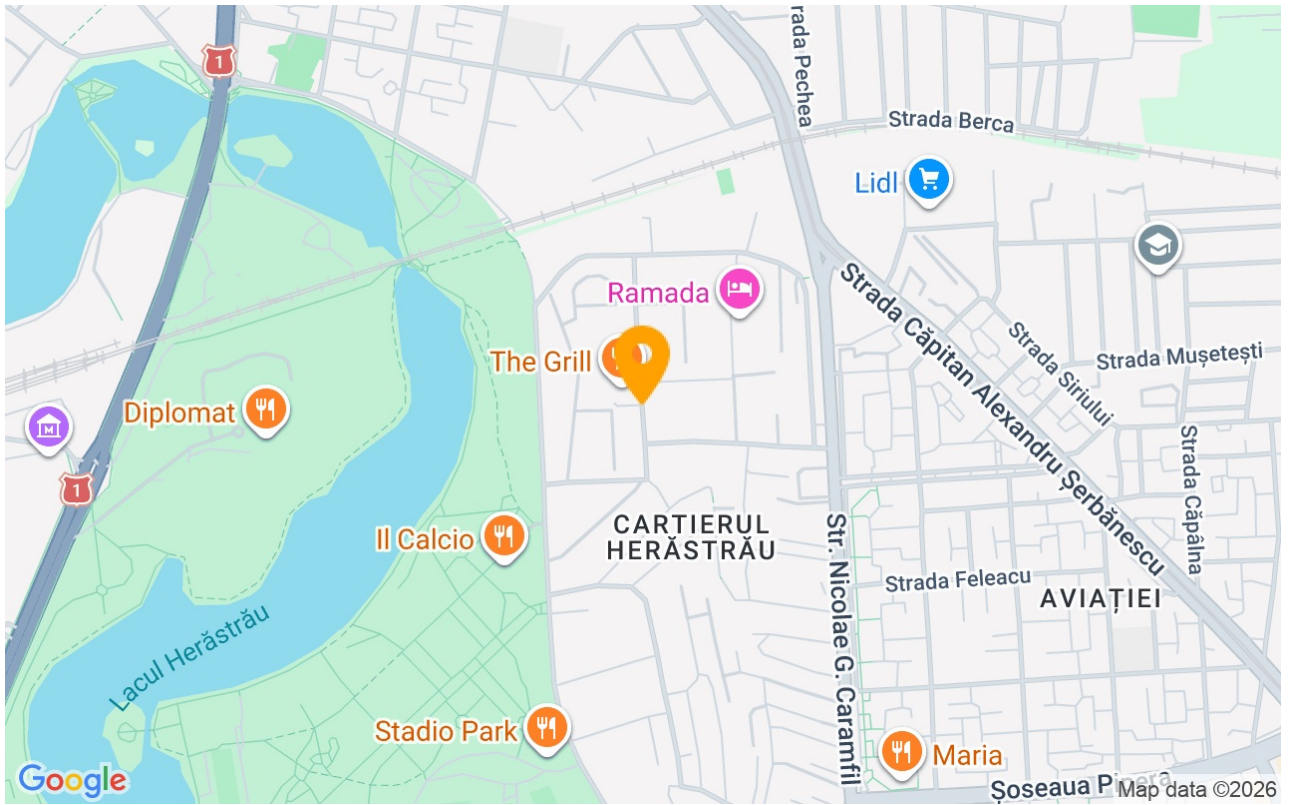 1
rada Pechea
Strada Berca
Lidl
Ramada
Strada Căpitan Alexandru Șerbănescu
Strada Siriului
Strada Mușetești
The Grill
Diplomat
M
1
Strada Căpâlna
CARTIERUL
HERĂSTRĂU
Il Calcio
Str. Nicolae G. Caramfil
Strada Feleacu
AVIAȚIEI
Lacul Herăstrău
Stadio Park
Maria
Google
Șoseaua Pipera
Map data ©2026